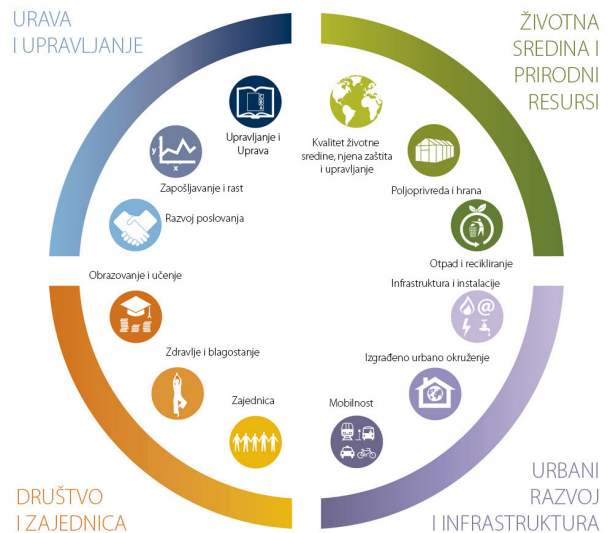 URAVA
I UPRAVLJANJE
ŽIVOTNA
SREDINA I
PRIRODNI
RESURSI
Upravljanje i
Uprava
Kvalitet životne
sredine, njena zaštita
i upravljanje
y
x
Zapošljavanje i rast
Poljoprivreda i hrana
Razvoj poslovanja
Otpad i recikliranje
Obrazovanje i učenje
Infrastruktura i instalacije
@
Zdravlje i blagostanje
Izgrađeno urbano okruženje
Zajednica
Mobilnost
DRUŠTVO
I ZAJEDNICA
URBANI
RAZVOJ
I INFRASTRUKTURA